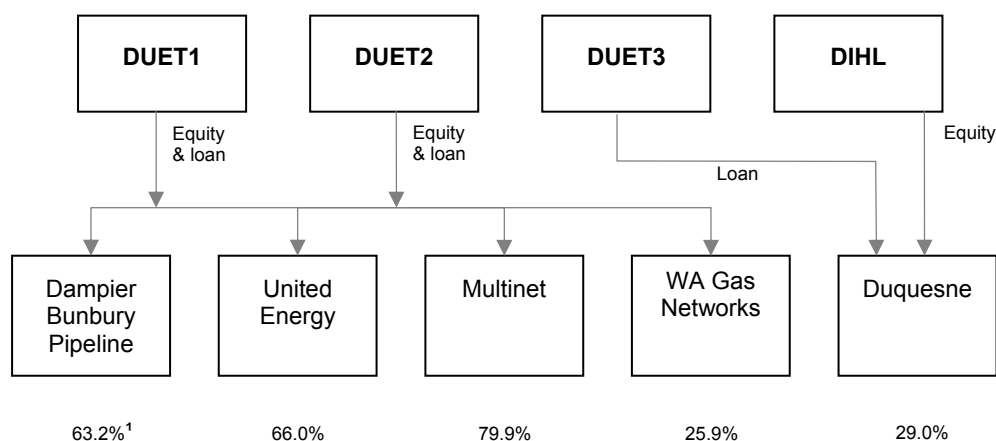 DUET1
DUET2
DUET3
DIHL
Equity
& loan
Equity
& loan
Loan
Equity
Dampier
Bunbury
Pipeline
United
Energy
Multinet
WA Gas
Networks
Duquesne
63.2%¹
66.0%
79.9%
25.9%
29.0%